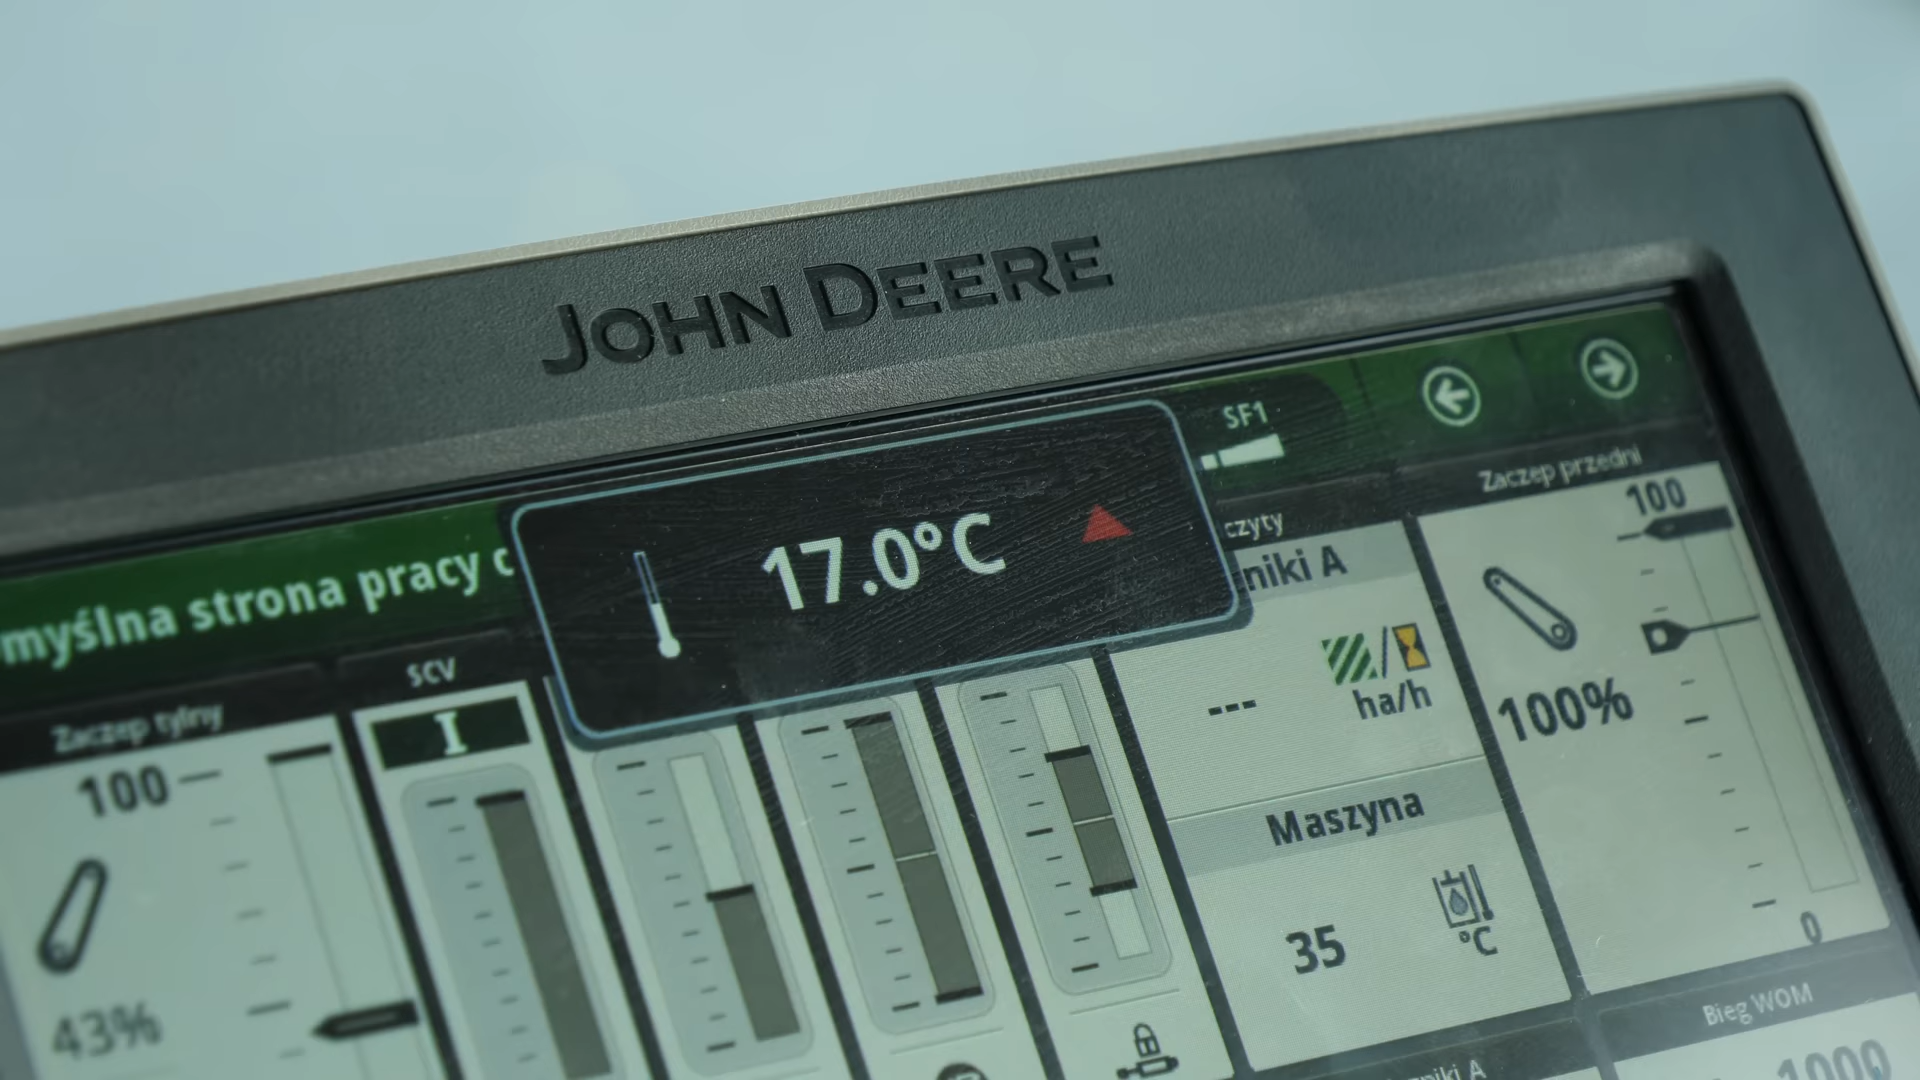 JOHN DEERE
myślna strona pracy c
17.0°C
SF1
Zaczep tylny
SCV
czyty
Zaczep przedni
100
I
niki A
100
---
ha/h
100%
Maszyna
43%
35
°C
0
Bieg WOM
niki A
1000